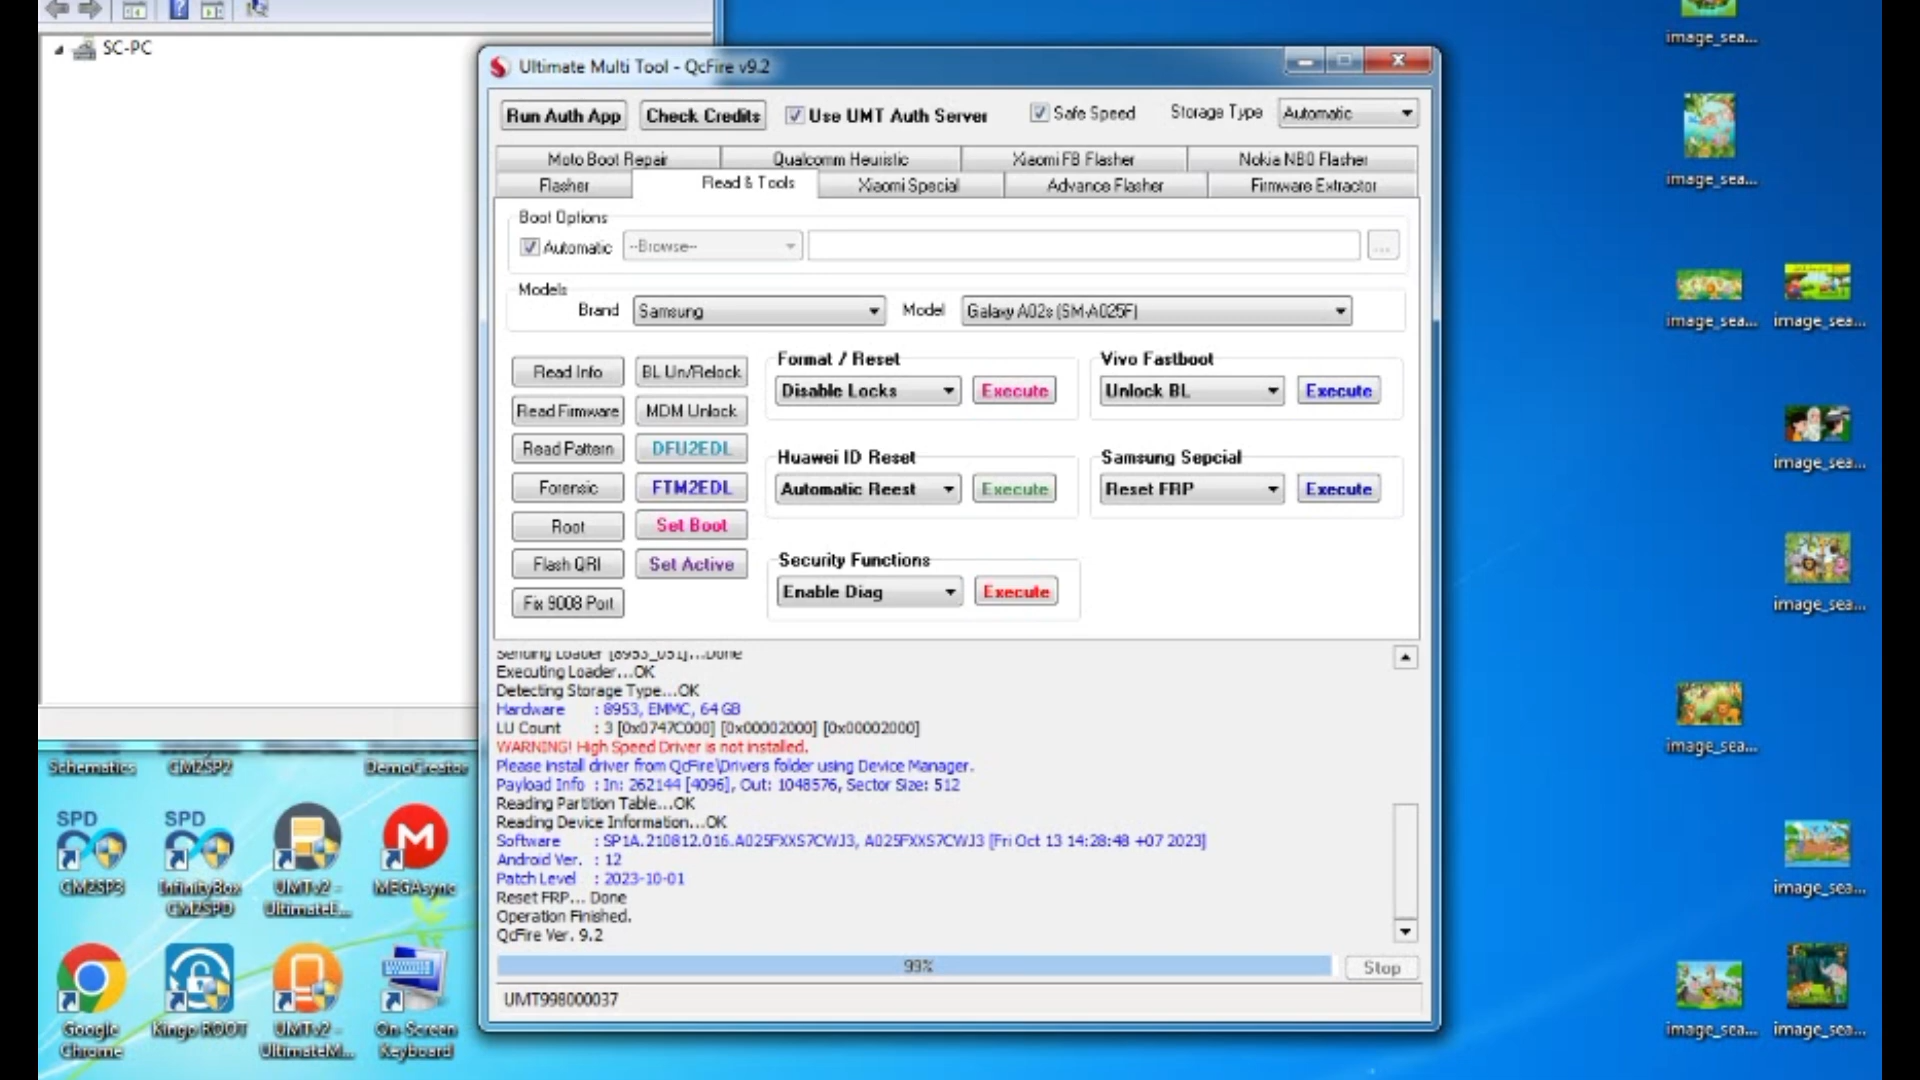 SC-PC
Ultimate Multi Tool - QcFire v9.2
Run Auth App
Check Credits
Use UMT Auth Server
Safe Speed
Storage Type
Automatic
Moto Boot Repair
Qualcomm Heuristic
Xiaomi FB Flasher
Nokia NB0 Flasher
Flasher
Read & Tools
Xiaomi Special
Advance Flasher
Firmware Extractor
Boot Options
Automatic
--Browse--
...
Models
Brand
Samsung
Model
Galaxy A02s (SM-A025F)
Read Info
BL Un/Relock
Read Firmware
MDM Unlock
Read Pattern
DFU2EDL
Forensic
FTM2EDL
Root
Set Boot
Flash QRI
Set Active
Fix 9008 Port
Format / Reset
Disable Locks
Execute
Vivo Fastboot
Unlock BL
Execute
Huawei ID Reset
Automatic Reest
Execute
Samsung Sepcial
Reset FRP
Execute
Security Functions
Enable Diag
Execute
Sending Loader [8953_051]...Done
Executing Loader...OK
Detecting Storage Type...OK
Hardware : 8953, EMMC, 64 GB
LU Count : 3 [0x0747C000] [0x00002000] [0x00002000]
WARNING! High Speed Driver is not installed.
Please install driver from QcFire\Drivers folder using Device Manager.
Payload Info : In: 262144 [4096], Out: 1048576, Sector Size: 512
Reading Partition Table...OK
Reading Device Information...OK
Software : SP1A.210812.016.A025FXXS7CWJ3, A025FXXS7CWJ3 [Fri Oct 13 14:28:48 +07 2023]
Android Ver. : 12
Patch Level : 2023-10-01
Reset FRP... Done
Operation Finished.
QcFire Ver. 9.2
99%
Stop
UMT998000037
Schematics
CM2SP2
DemoCreator
SPD
CM2SP3
SPD
InfinityBox
CM2SPD
UMTv2 -
UltimateE...
MEGAsync
Google
Chrome
Kingo ROOT
UMTv2 -
UltimateM...
On-Screen
Keyboard
image_sea...
image_sea...
image_sea...
image_sea...
image_sea...
image_sea...
image_sea...
image_sea...
image_sea...
image_sea...